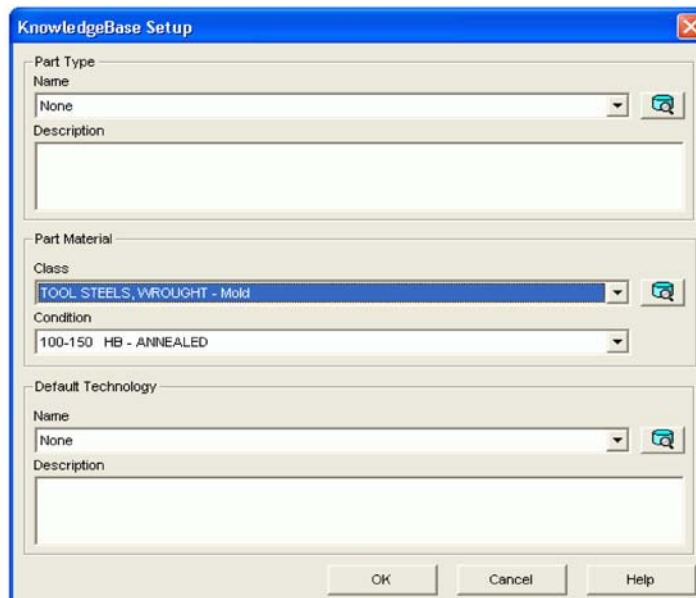 KnowledgeBase Setup
Part Type
Name
None
Description
Part Material
Class
TOOL STEELS, WROUGHT - Mold
Condition
100-150 HB - ANNEALED
Default Technology
Name
None
Description
OK Cancel Help